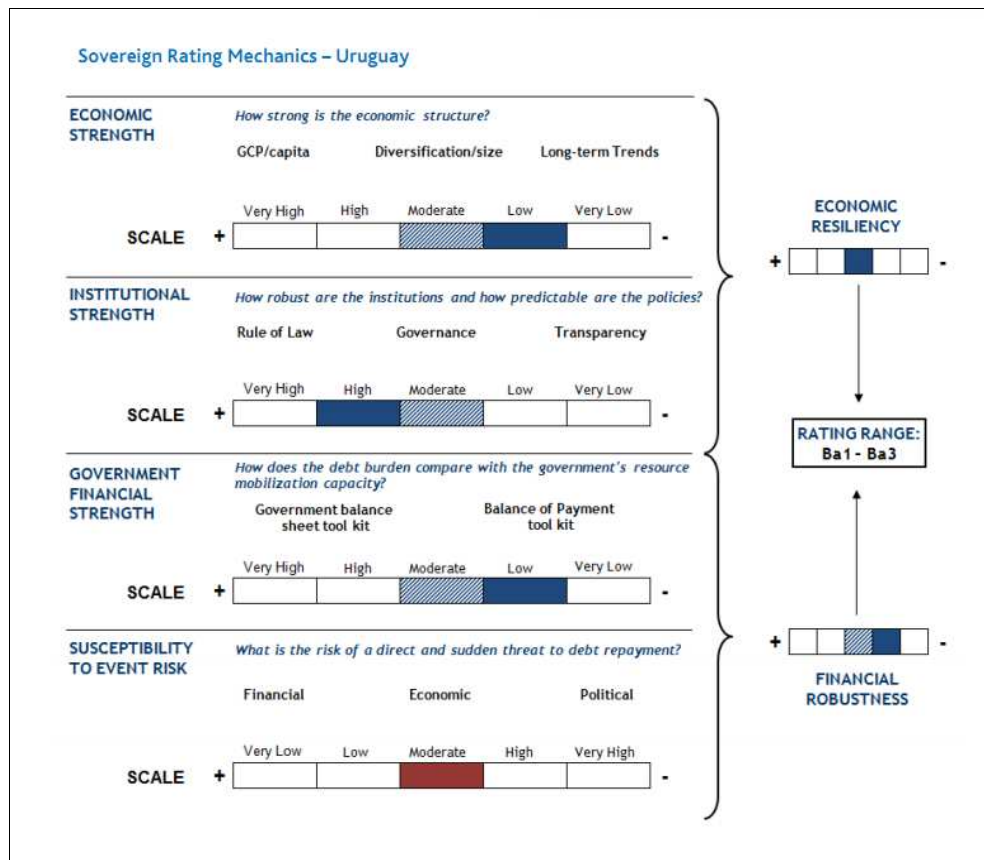 Sovereign Rating Mechanics – Uruguay
ECONOMIC
STRENGTH
How strong is the economic structure?
GCP/capita Diversification/size Long-term Trends
Very High High Moderate Low Very Low
SCALE + -
INSTITUTIONAL
STRENGTH
How robust are the institutions and how predictable are the policies?
Rule of Law Governance Transparency
Very High High Moderate Low Very Low
SCALE + -
GOVERNMENT
FINANCIAL
STRENGTH
How does the debt burden compare with the government's resource
mobilization capacity?
Government balance
sheet tool kit
Balance of Payment
tool kit
Very High High Moderate Low Very Low
SCALE + -
SUSCEPTIBILITY
TO EVENT RISK
What is the risk of a direct and sudden threat to debt repayment?
Financial Economic Political
Very Low Low Moderate High Very High
SCALE + -
ECONOMIC
RESILIENCY
+ -
RATING RANGE:
Ba1 - Ba3
+ -
FINANCIAL
ROBUSTNESS